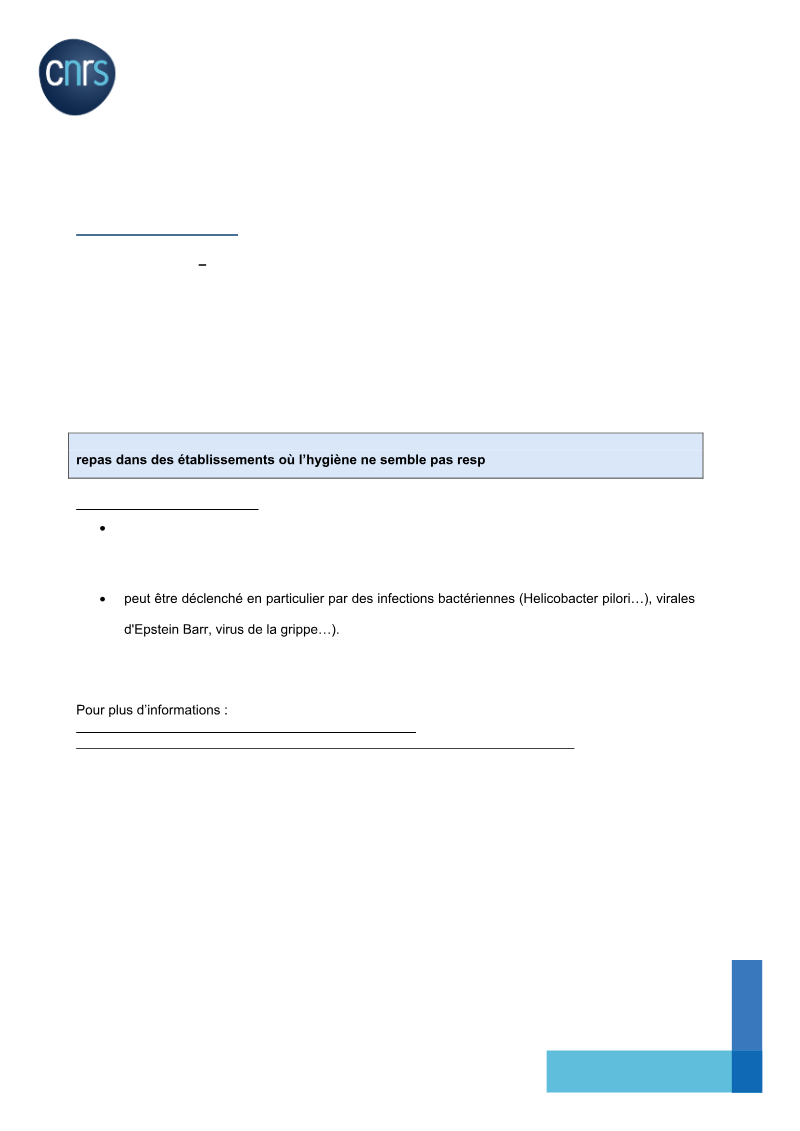 cnrs
–
repas dans des établissements où l’hygiène ne semble pas resp
peut être déclenché en particulier par des infections bactériennes (Helicobacter pilori…), virales
d'Epstein Barr, virus de la grippe…).
Pour plus d’informations :